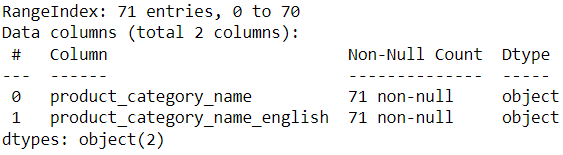 RangeIndex: 71 entries, 0 to 70
Data columns (total 2 columns):
 #   Column                         Non-Null Count  Dtype
---  ------                         --------------  -----
 0   product_category_name          71 non-null     object
 1   product_category_name_english  71 non-null     object
dtypes: object(2)